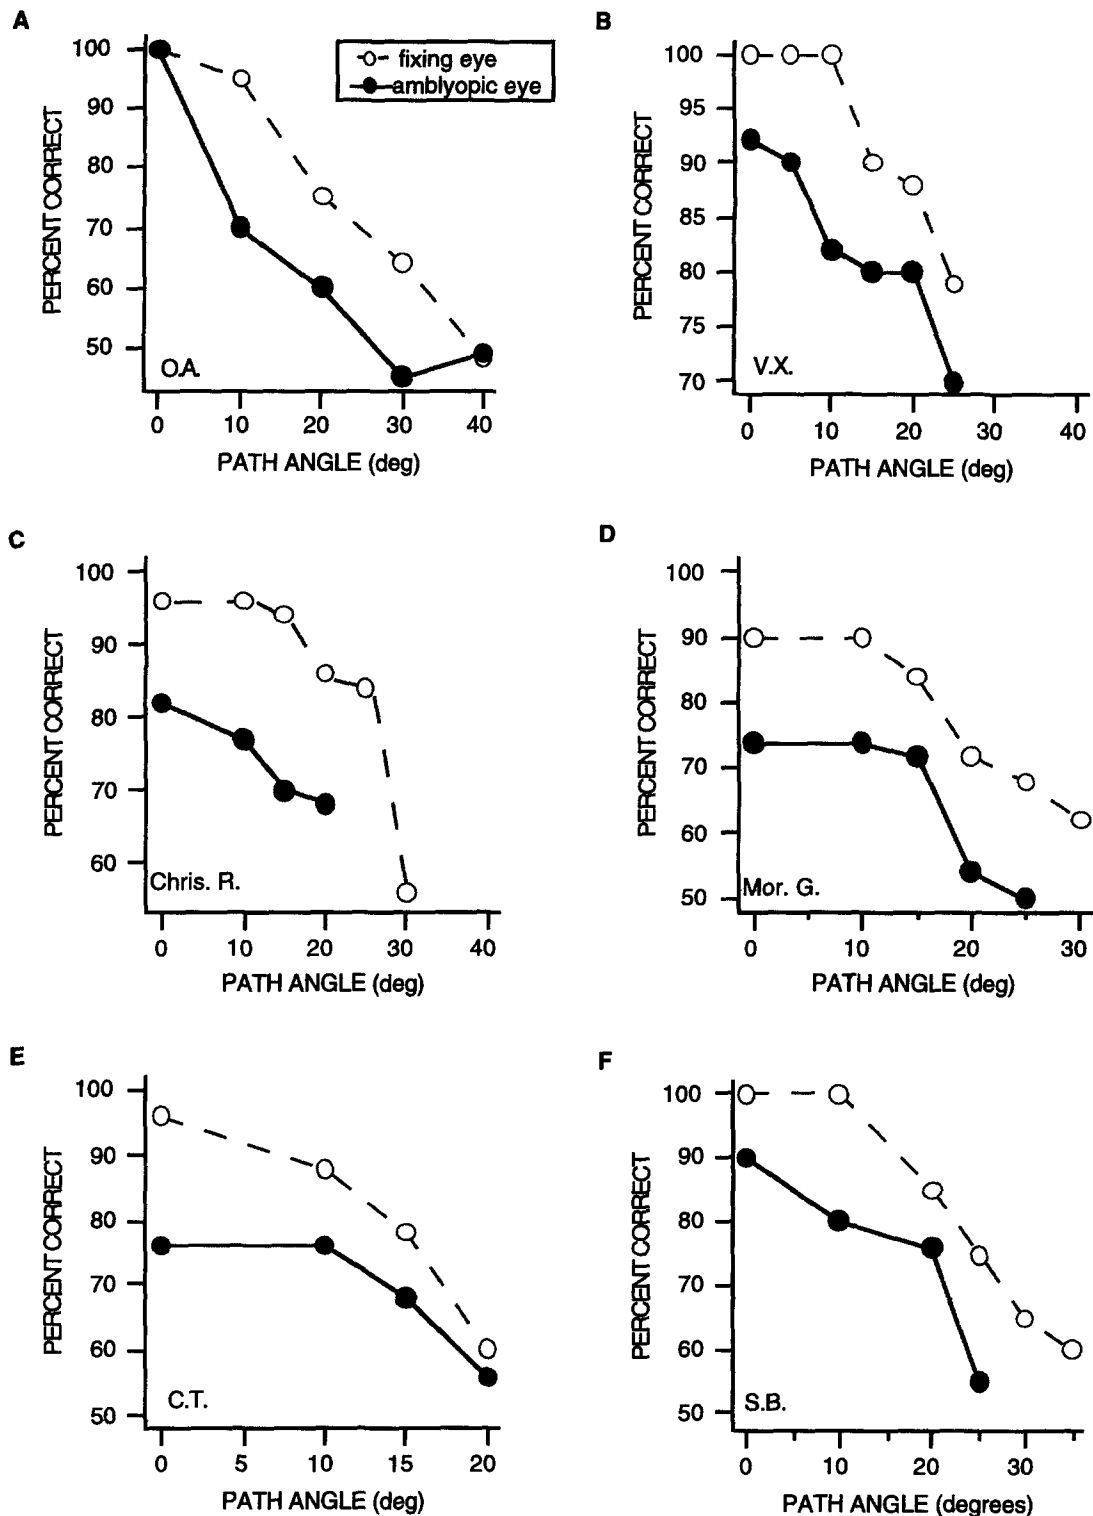 A
fixing eye
amblyopic eye
100
90
80
70
60
50
PERCENT CORRECT
O.A.
0 10 20 30 40
PATH ANGLE (deg)
B
100
95
90
85
80
75
70
PERCENT CORRECT
V.X.
0 10 20 30 40
PATH ANGLE (deg)
C
100
90
80
70
60
PERCENT CORRECT
Chris. R.
0 10 20 30 40
PATH ANGLE (deg)
D
100
90
80
70
60
50
PERCENT CORRECT
Mor. G.
0 10 20 30
PATH ANGLE (deg)
E
100
90
80
70
60
50
PERCENT CORRECT
C.T.
0 5 10 15 20
PATH ANGLE (deg)
F
100
90
80
70
60
50
PERCENT CORRECT
S.B.
0 10 20 30
PATH ANGLE (degrees)